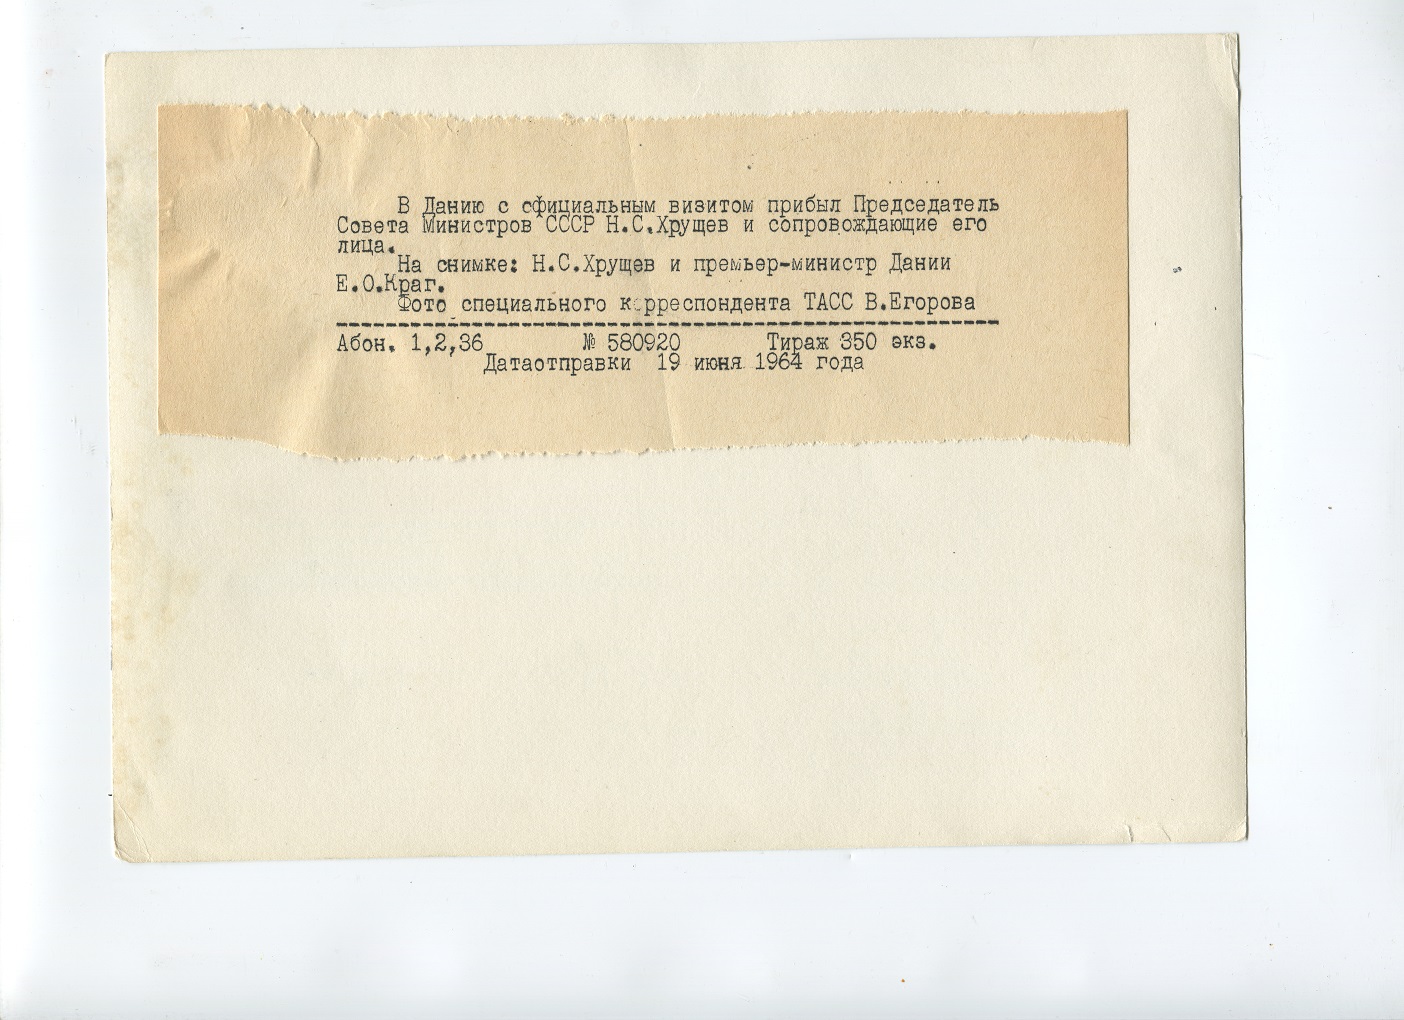 В Данию с официальным визитом прибыл Председатель
Совета Министров СССР Н.С.Хрущев и сопровождающие его
лица.
На снимке: Н.С.Хрущев и премьер-министр Дании
Е.О.Краг.
Фото специального корреспондента ТАСС В.Егорова
Абон. 1,2,36 № 580920 Тираж 350 экз.
Датаотправки 19 июня 1964 года